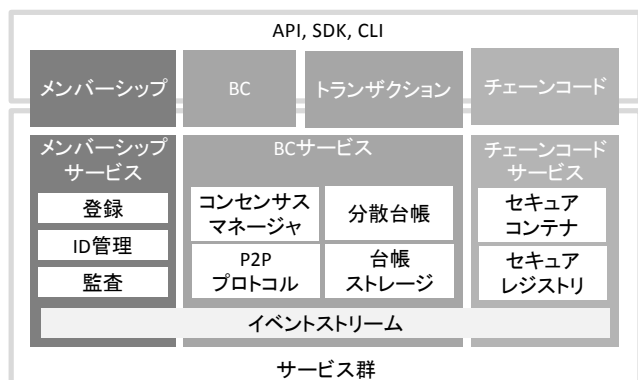 API, SDK, CLI
メンバーシップ
BC
トランザクション
チェーンコード
メンバーシップ
サービス
登録
ID管理
監査
BCサービス
コンセンサス
マネージャ
分散台帳
P2P
プロトコル
台帳
ストレージ
チェーンコード
サービス
セキュア
コンテナ
セキュア
レジストリ
イベントストリーム
サービス群